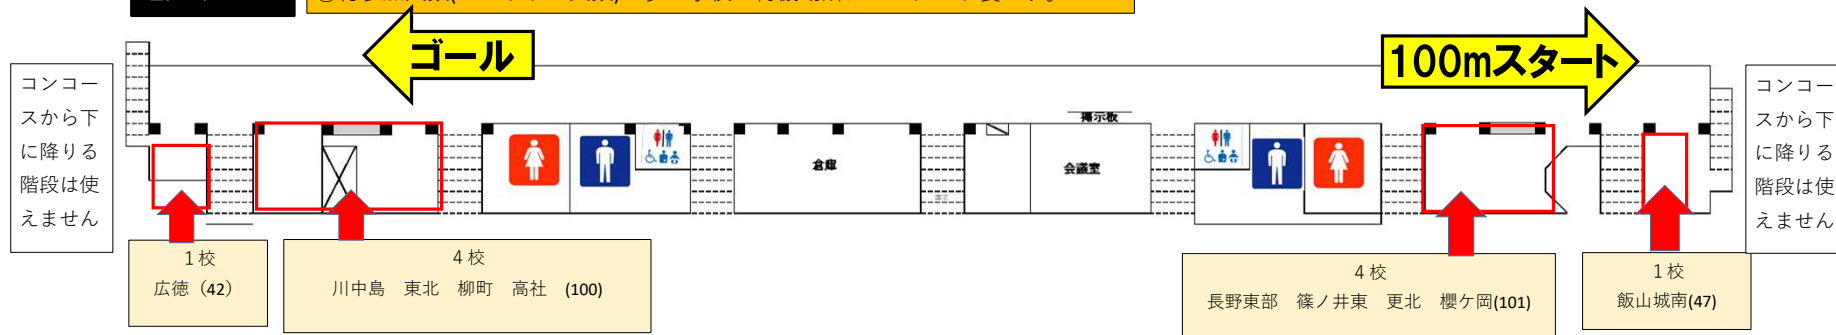 ゴール
100mスタート
コンコー
スから下
に降りる
階段は使
えません
掲示板
倉庫
会議室
コンコー
スから下
に降りる
階段は使
えません
1校
広徳（42）
4校
川中島　東北　柳町　高社　(100)
4校
長野東部　篠ノ井東　更北　櫻ケ岡(101)
1校
飯山城南(47)